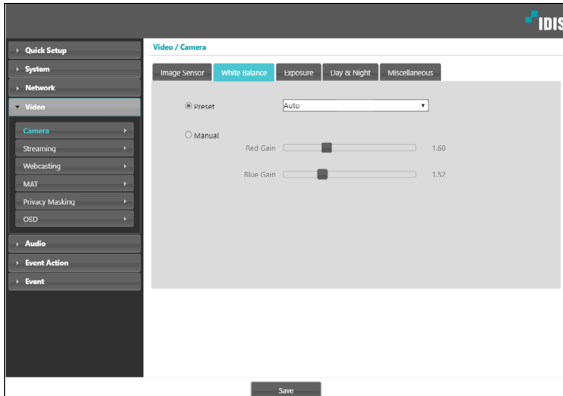 IDIS
Quick Setup
System
Network
Video
Camera
Streaming
Webcasting
MAT
Privacy Masking
OSD
Audio
Event Action
Event
Video / Camera
Image Sensor White Balance Exposure Day & Night Miscellaneous
Preset Auto
Manual
Red Gain 1.60
Blue Gain 1.52
Save